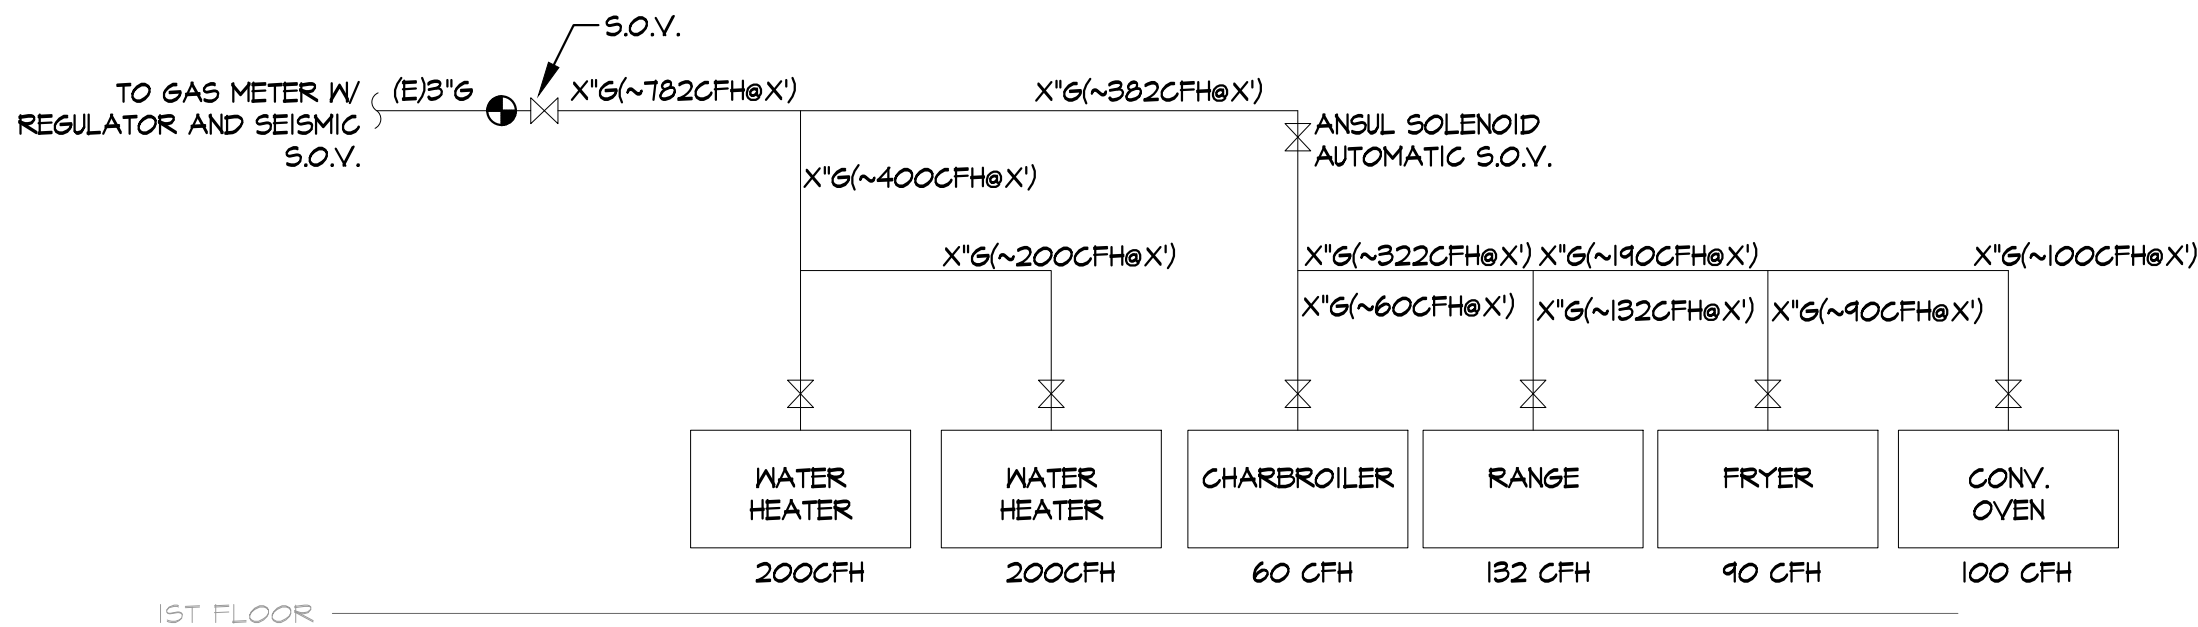 S.O.V.
TO GAS METER W/
REGULATOR AND SEISMIC
S.O.V.
(E)3"G
X"G(~782CFH@X')
X"G(~382CFH@X')
ANSUL SOLENOID
AUTOMATIC S.O.V.
X"G(~400CFH@X')
X"G(~200CFH@X')
X"G(~322CFH@X')
X"G(~190CFH@X')
X"G(~100CFH@X')
X"G(~60CFH@X')
X"G(~132CFH@X')
X"G(~90CFH@X')
WATER
HEATER
200CFH
WATER
HEATER
200CFH
CHARBROILER
60 CFH
RANGE
132 CFH
FRYER
90 CFH
CONV.
OVEN
100 CFH
1ST FLOOR